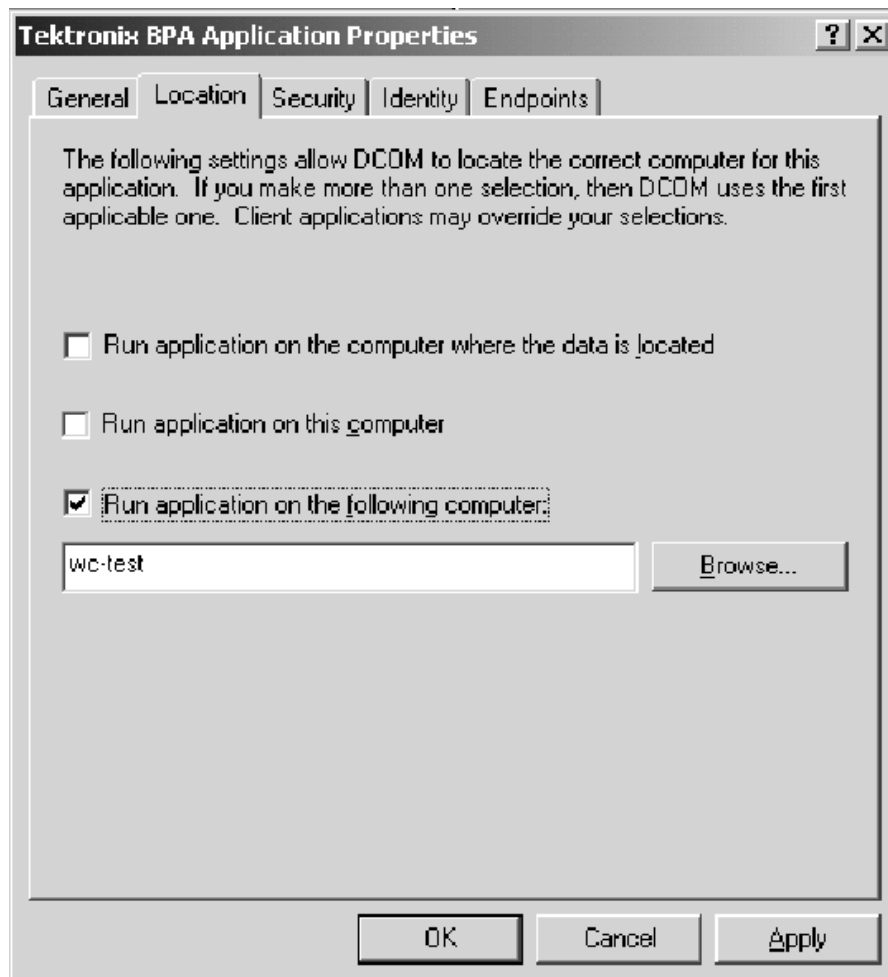 Tektronix BPA Application Properties
General Location Security Identity Endpoints
The following settings allow DCOM to locate the correct computer for this
application. If you make more than one selection, then DCOM uses the first
applicable one. Client applications may override your selections.
Run application on the computer where the data is located
Run application on this computer
Run application on the following computer:
wc-test
Browse...
OK Cancel Apply